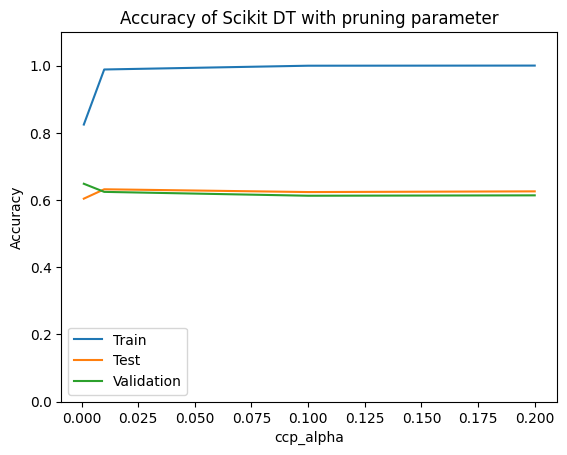 Accuracy of Scikit DT with pruning parameter
1.0
0.8
0.6
0.4
0.2
0.0
Accuracy
Train
Test
Validation
0.000 0.025 0.050 0.075 0.100 0.125 0.150 0.175 0.200
ccp_alpha